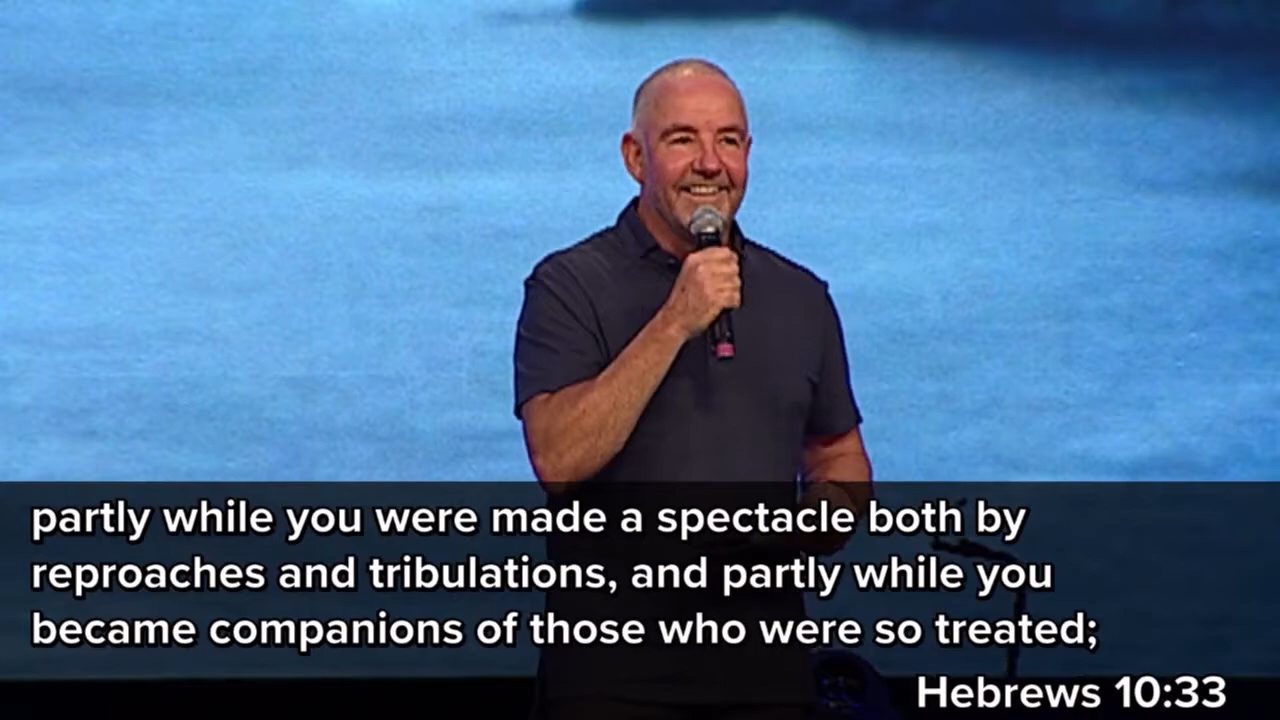 partly while you were made a spectacle both by
reproaches and tribulations, and partly while you
became companions of those who were so treated;
Hebrews 10:33